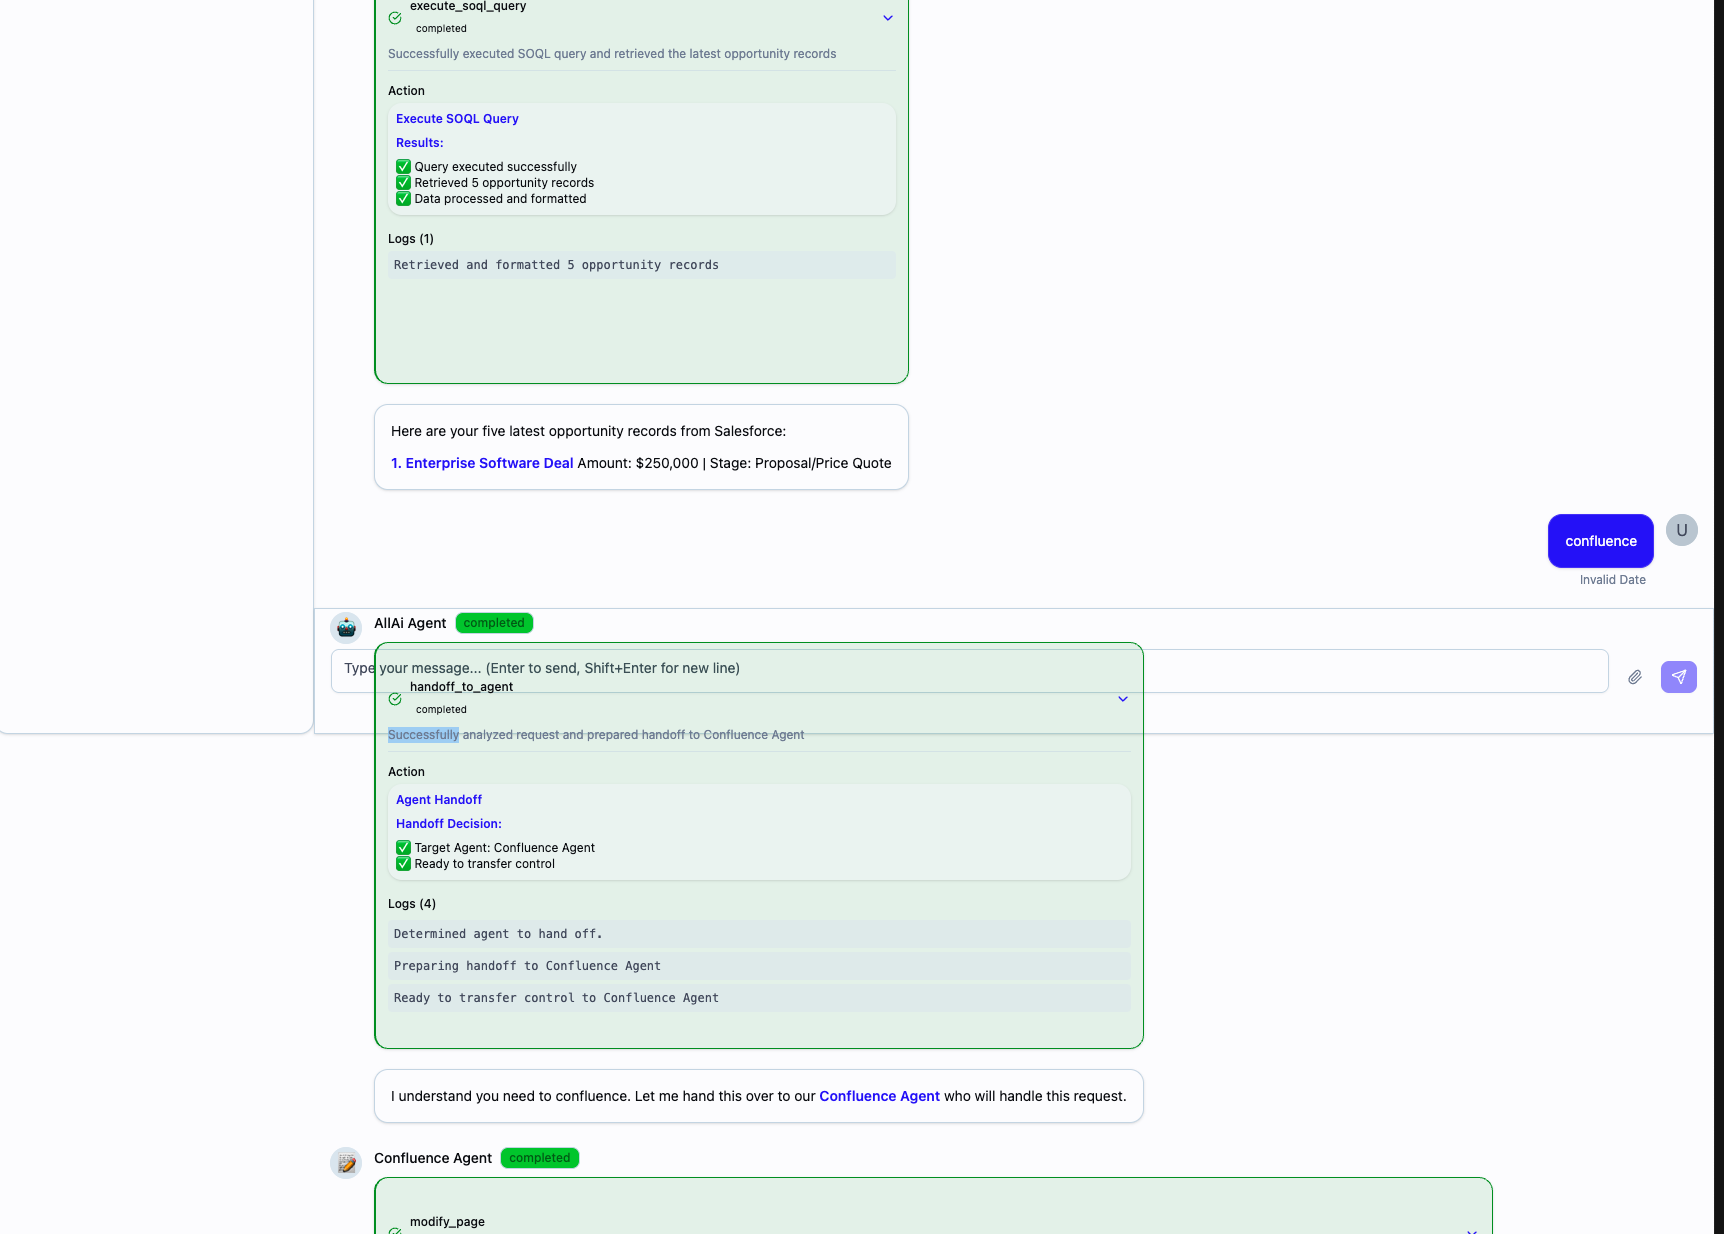 execute_soql_query
completed
Successfully executed SOQL query and retrieved the latest opportunity records
Action
Execute SOQL Query
Results:
✅ Query executed successfully
✅ Retrieved 5 opportunity records
✅ Data processed and formatted
Logs (1)
Retrieved and formatted 5 opportunity records
Here are your five latest opportunity records from Salesforce:
1. Enterprise Software Deal Amount: $250,000 | Stage: Proposal/Price Quote
confluence
U
Invalid Date
AllAi Agent completed
Type your message... (Enter to send, Shift+Enter for new line)
handoff_to_agent
completed
Successfully analyzed request and prepared handoff to Confluence Agent
Action
Agent Handoff
Handoff Decision:
✅ Target Agent: Confluence Agent
✅ Ready to transfer control
Logs (4)
Determined agent to hand off.
Preparing handoff to Confluence Agent
Ready to transfer control to Confluence Agent
I understand you need to confluence. Let me hand this over to our Confluence Agent who will handle this request.
Confluence Agent completed
modify_page